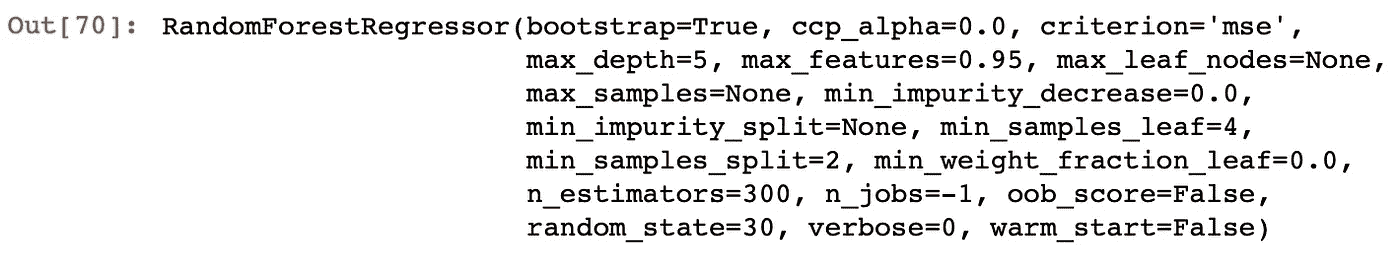 Out[70]: RandomForestRegressor(bootstrap=True, ccp_alpha=0.0, criterion='mse',
max_depth=5, max_features=0.95, max_leaf_nodes=None,
max_samples=None, min_impurity_decrease=0.0,
min_impurity_split=None, min_samples_leaf=4,
min_samples_split=2, min_weight_fraction_leaf=0.0,
n_estimators=300, n_jobs=-1, oob_score=False,
random_state=30, verbose=0, warm_start=False)